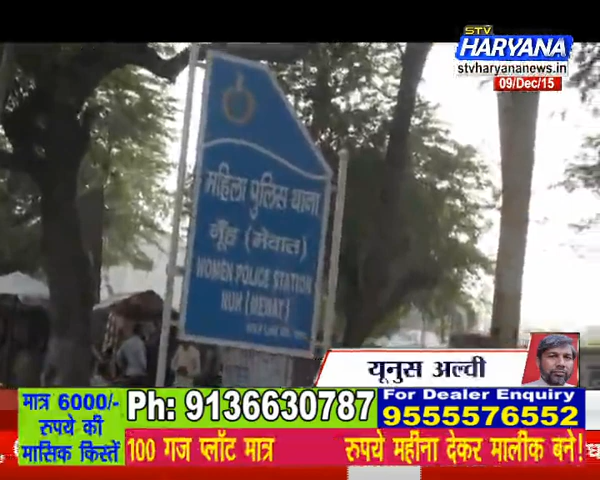 STV
HARYANA
stvharyananews.in
09/Dec/15
महिला पुलिस थाना
नूँह (मेवात)
WOMEN POLICE STATION
NUH (MEWAT)
यूनुस अल्वी
मात्र 6000/-
रूपये की
मासिक किस्तें
Ph: 9136630787
For Dealer Enquiry
9555576552
100 गज प्लॉट मात्र रूपये महीना देकर मालीक बने!